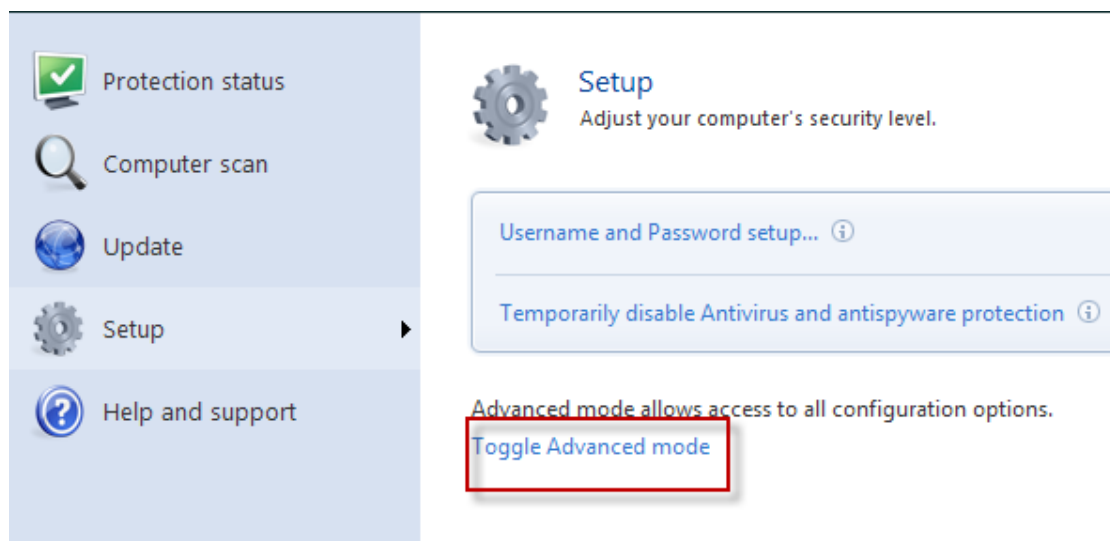 Protection status
Computer scan
Update
Setup
Help and support
Setup
Adjust your computer's security level.
Username and Password setup...
Temporarily disable Antivirus and antispyware protection
Advanced mode allows access to all configuration options.
Toggle Advanced mode